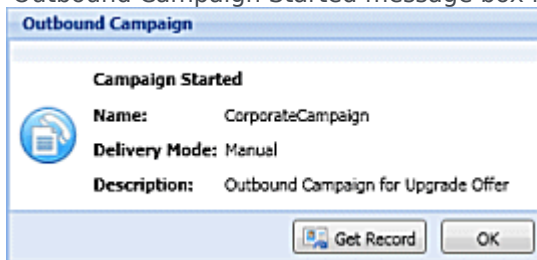 Outbound Campaign Started message box
Outbound Campaign
Campaign Started
Name: CorporateCampaign
Delivery Mode: Manual
Description: Outbound Campaign for Upgrade Offer
Get Record OK